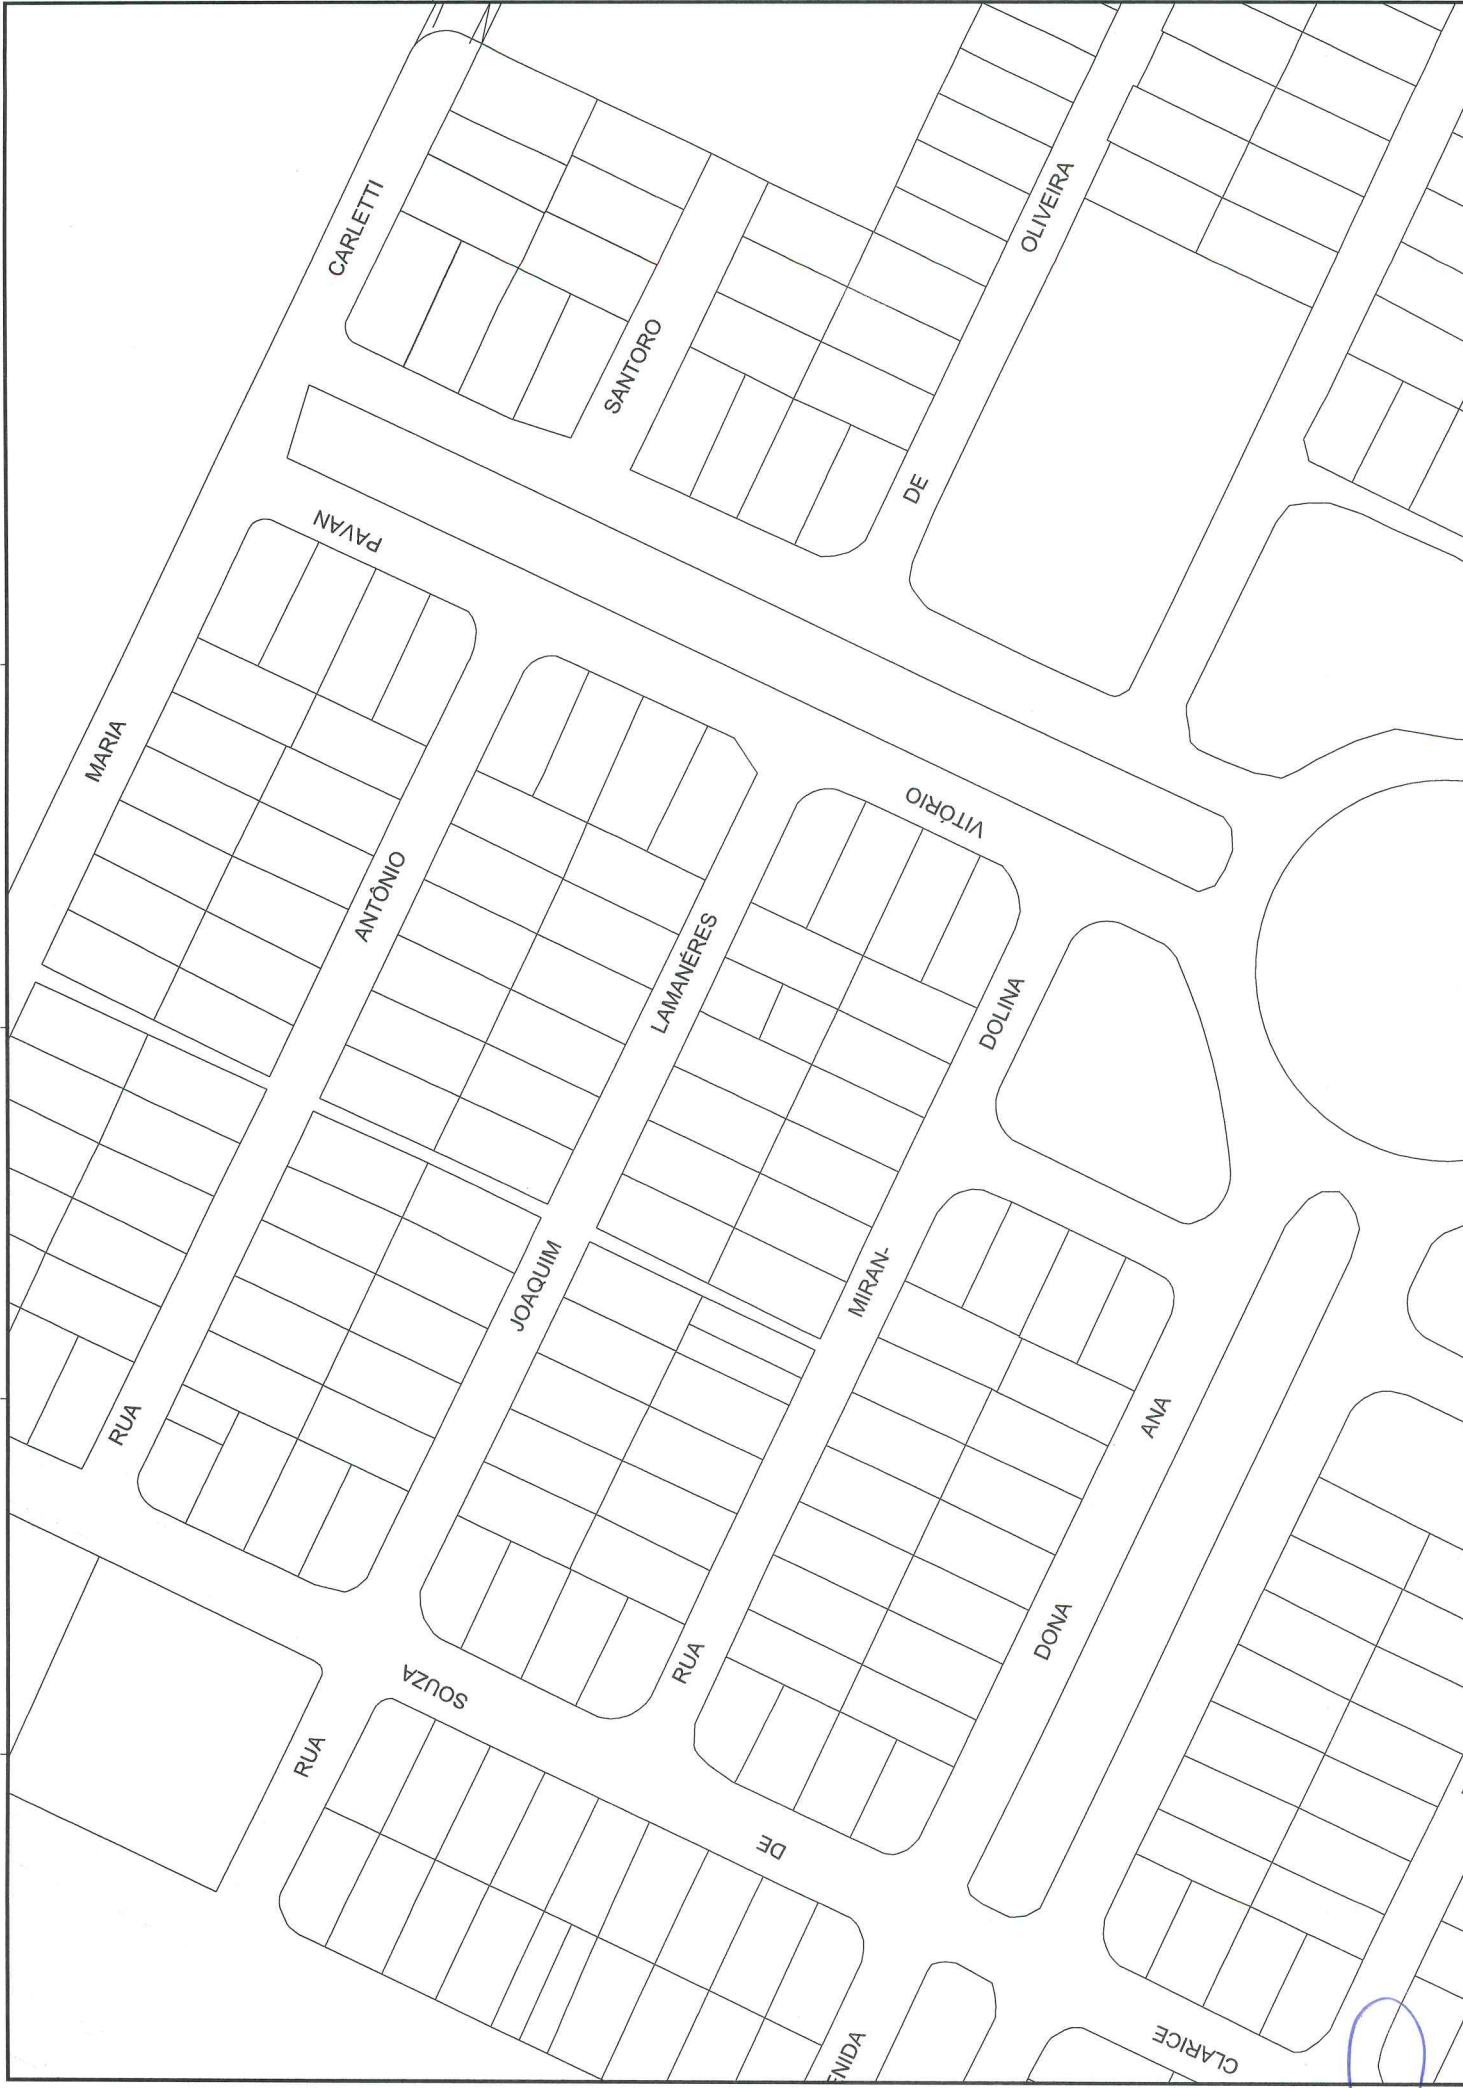 CARLETTI
OLIVEIRA
SANTORO
DE
PAVAN
MARIA
VITÓRIO
ANTÔNIO
LAMANÉRES
DOLINA
JOAQUIM
MIRAN-
RUA
ANA
DONA
RUA
SOUZA
RUA
DE
CLARICE
ENIDA